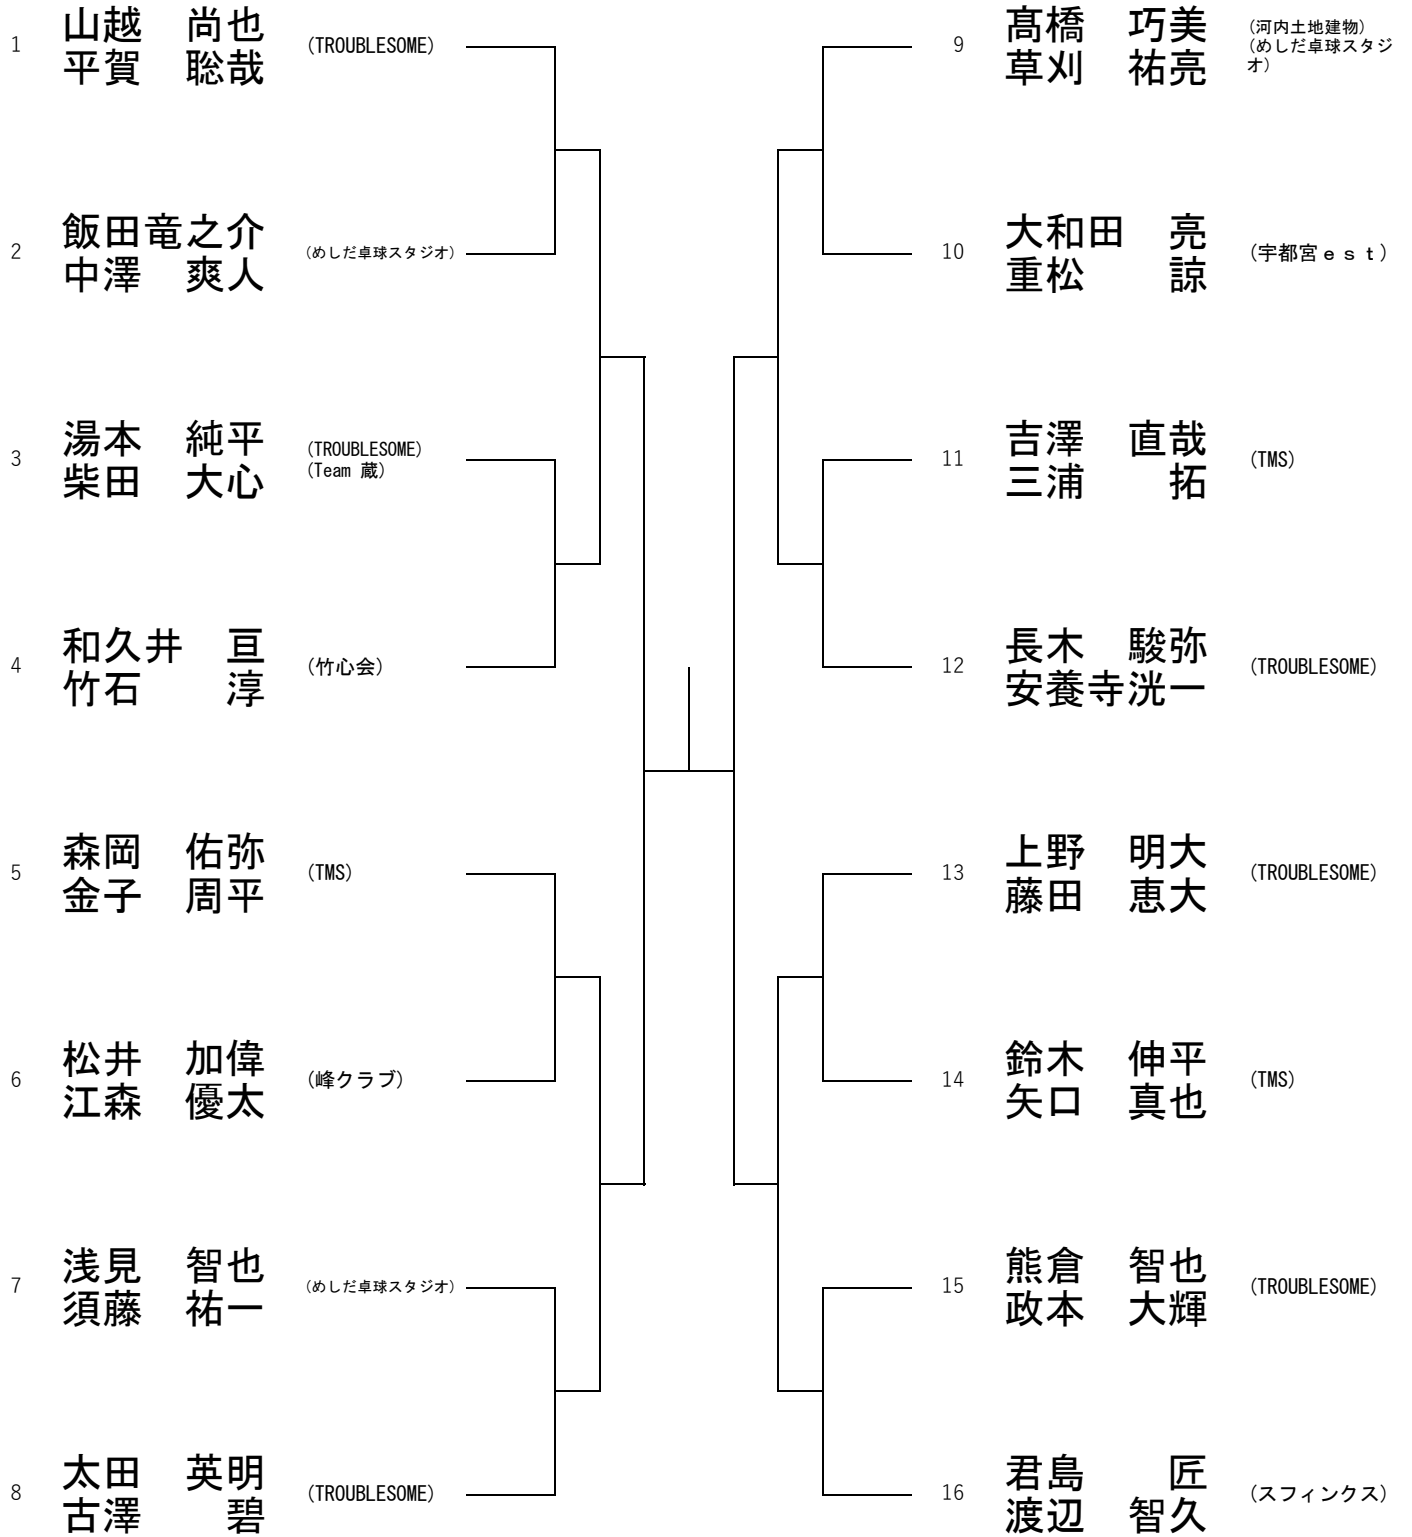 1
山越 尚也
平賀 聡哉
(TROUBLESOME)
2
飯田竜之介
中澤 爽人
(めしだ卓球スタジオ)
3
湯本 純平
柴田 大心
(TROUBLESOME)
(Team 蔵)
4
和久井 亘
竹石 淳
(竹心会)
5
森岡 佑弥
金子 周平
(TMS)
6
松井 加偉
江森 優太
(峰クラブ)
7
浅見 智也
須藤 祐一
(めしだ卓球スタジオ)
8
太田 英明
古澤 碧
(TROUBLESOME)
9
髙橋 巧美
草刈 祐亮
(河内土地建物)
(めしだ卓球スタジ
オ)
10
大和田 亮
重松 諒
(宇都宮ｅｓｔ)
11
吉澤 直哉
三浦 拓
(TMS)
12
長木 駿弥
安養寺洸一
(TROUBLESOME)
13
上野 明大
藤田 恵大
(TROUBLESOME)
14
鈴木 伸平
矢口 真也
(TMS)
15
熊倉 智也
政本 大輝
(TROUBLESOME)
16
君島 匠
渡辺 智久
(スフィンクス)